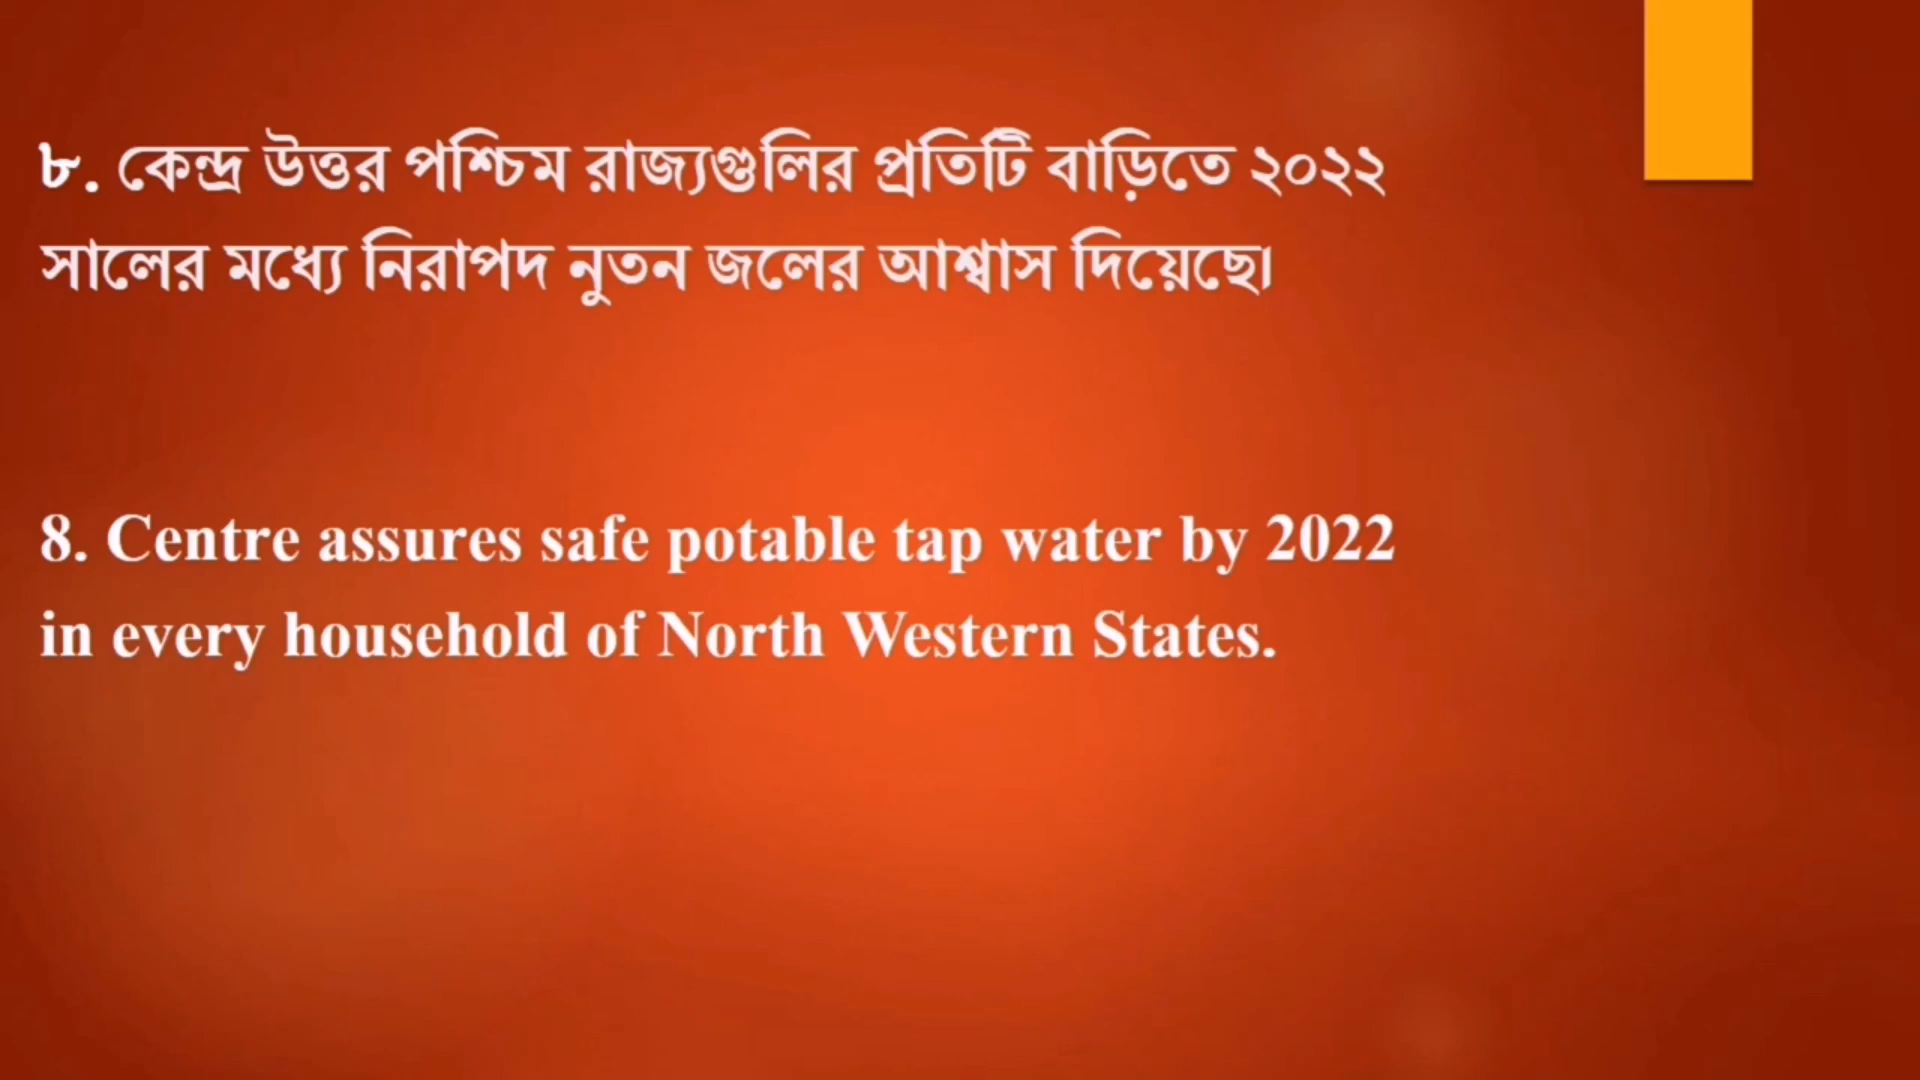 ৮. কেন্দ্র উত্তর পশ্চিম রাজ্যগুলির প্রতিটি বাড়িতে ২০২২
সালের মধ্যে নিরাপদ নুতন জলের আশ্বাস দিয়েছে।
8. Centre assures safe potable tap water by 2022
in every household of North Western States.